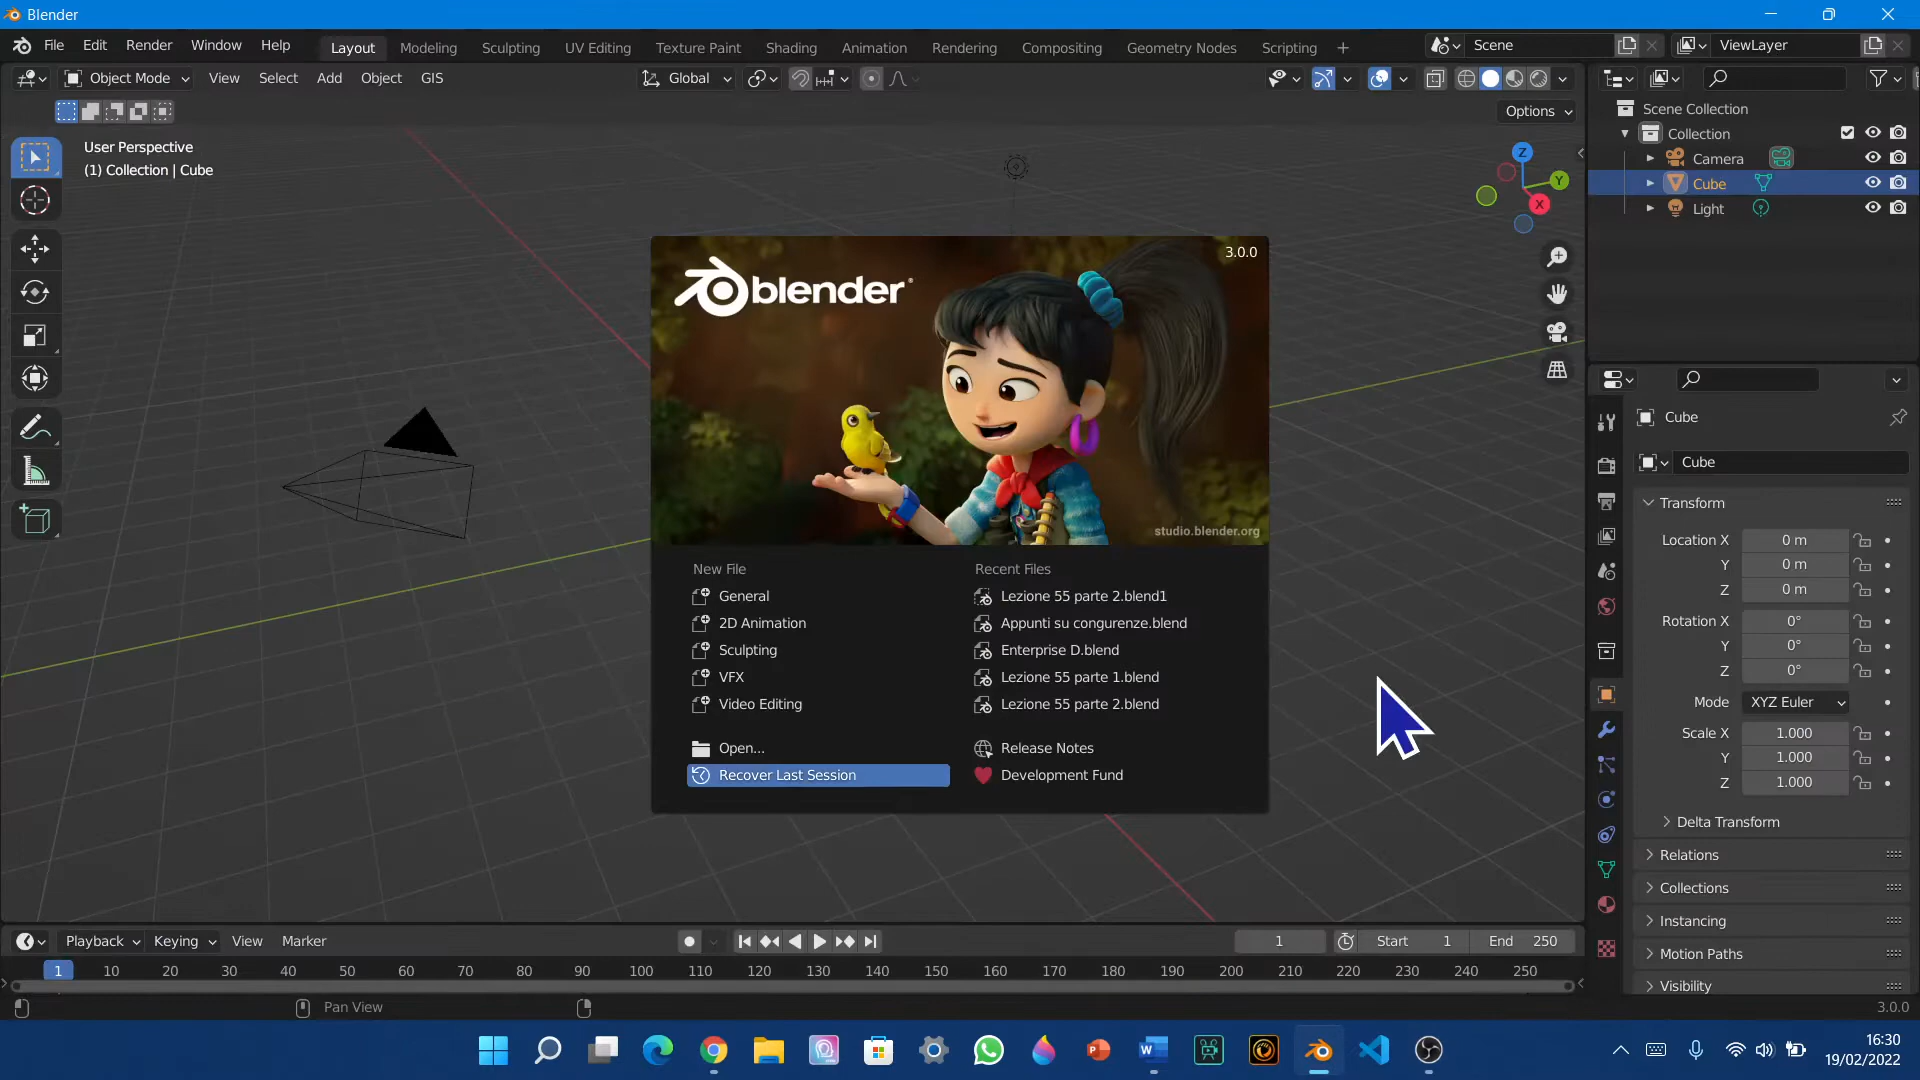 Blender
File Edit Render Window Help Layout Modeling Sculpting UV Editing Texture Paint Shading Animation Rendering Compositing Geometry Nodes Scripting + Scene ViewLayer
Object Mode View Select Add Object GIS Global
Options
User Perspective
(1) Collection | Cube
Z
Y
X
Scene Collection
Collection
Camera
Cube
Light
3.0.0
blender
studio.blender.org
New File
General
2D Animation
Sculpting
VFX
Video Editing
Open...
Recover Last Session
Recent Files
Lezione 55 parte 2.blend1
Appunti su congurenze.blend
Enterprise D.blend
Lezione 55 parte 1.blend
Lezione 55 parte 2.blend
Release Notes
Development Fund
Cube
Cube
Transform
Location X 0 m
Y 0 m
Z 0 m
Rotation X 0°
Y 0°
Z 0°
Mode XYZ Euler
Scale X 1.000
Y 1.000
Z 1.000
Delta Transform
Relations
Collections
Instancing
Motion Paths
Visibility
Playback Keying View Marker 1 Start 1 End 250
1 10 20 30 40 50 60 70 80 90 100 110 120 130 140 150 160 170 180 190 200 210 220 230 240 250
Pan View 3.0.0
P W
16:30
19/02/2022